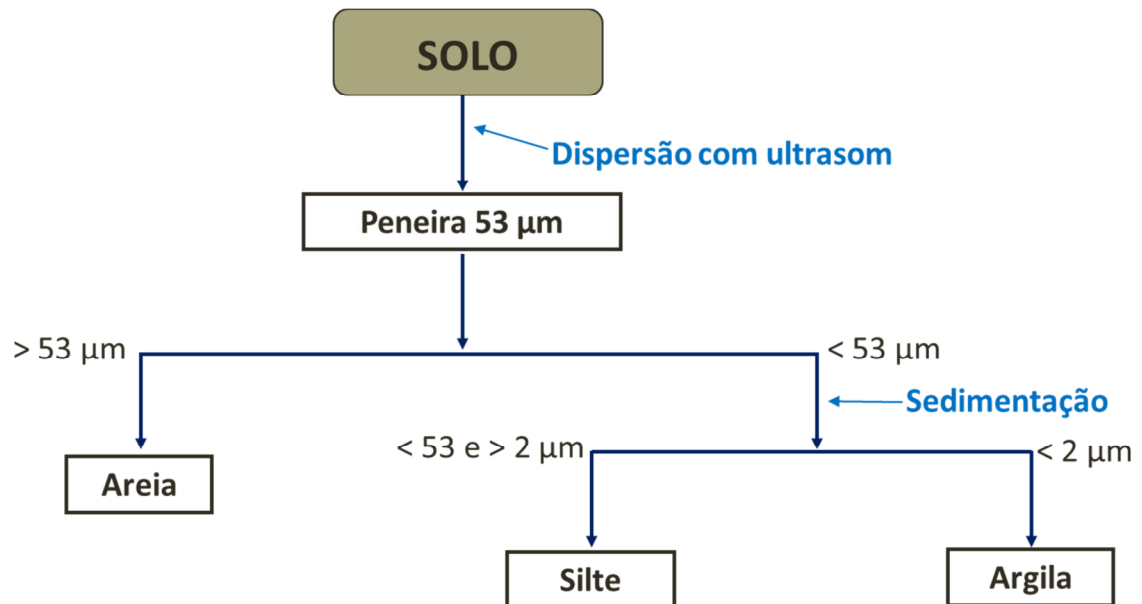 SOLO
Dispersão com ultrasom
Peneira 53 µm
> 53 µm
< 53 µm
Sedimentação
< 53 e > 2 µm
< 2 µm
Areia
Silte
Argila